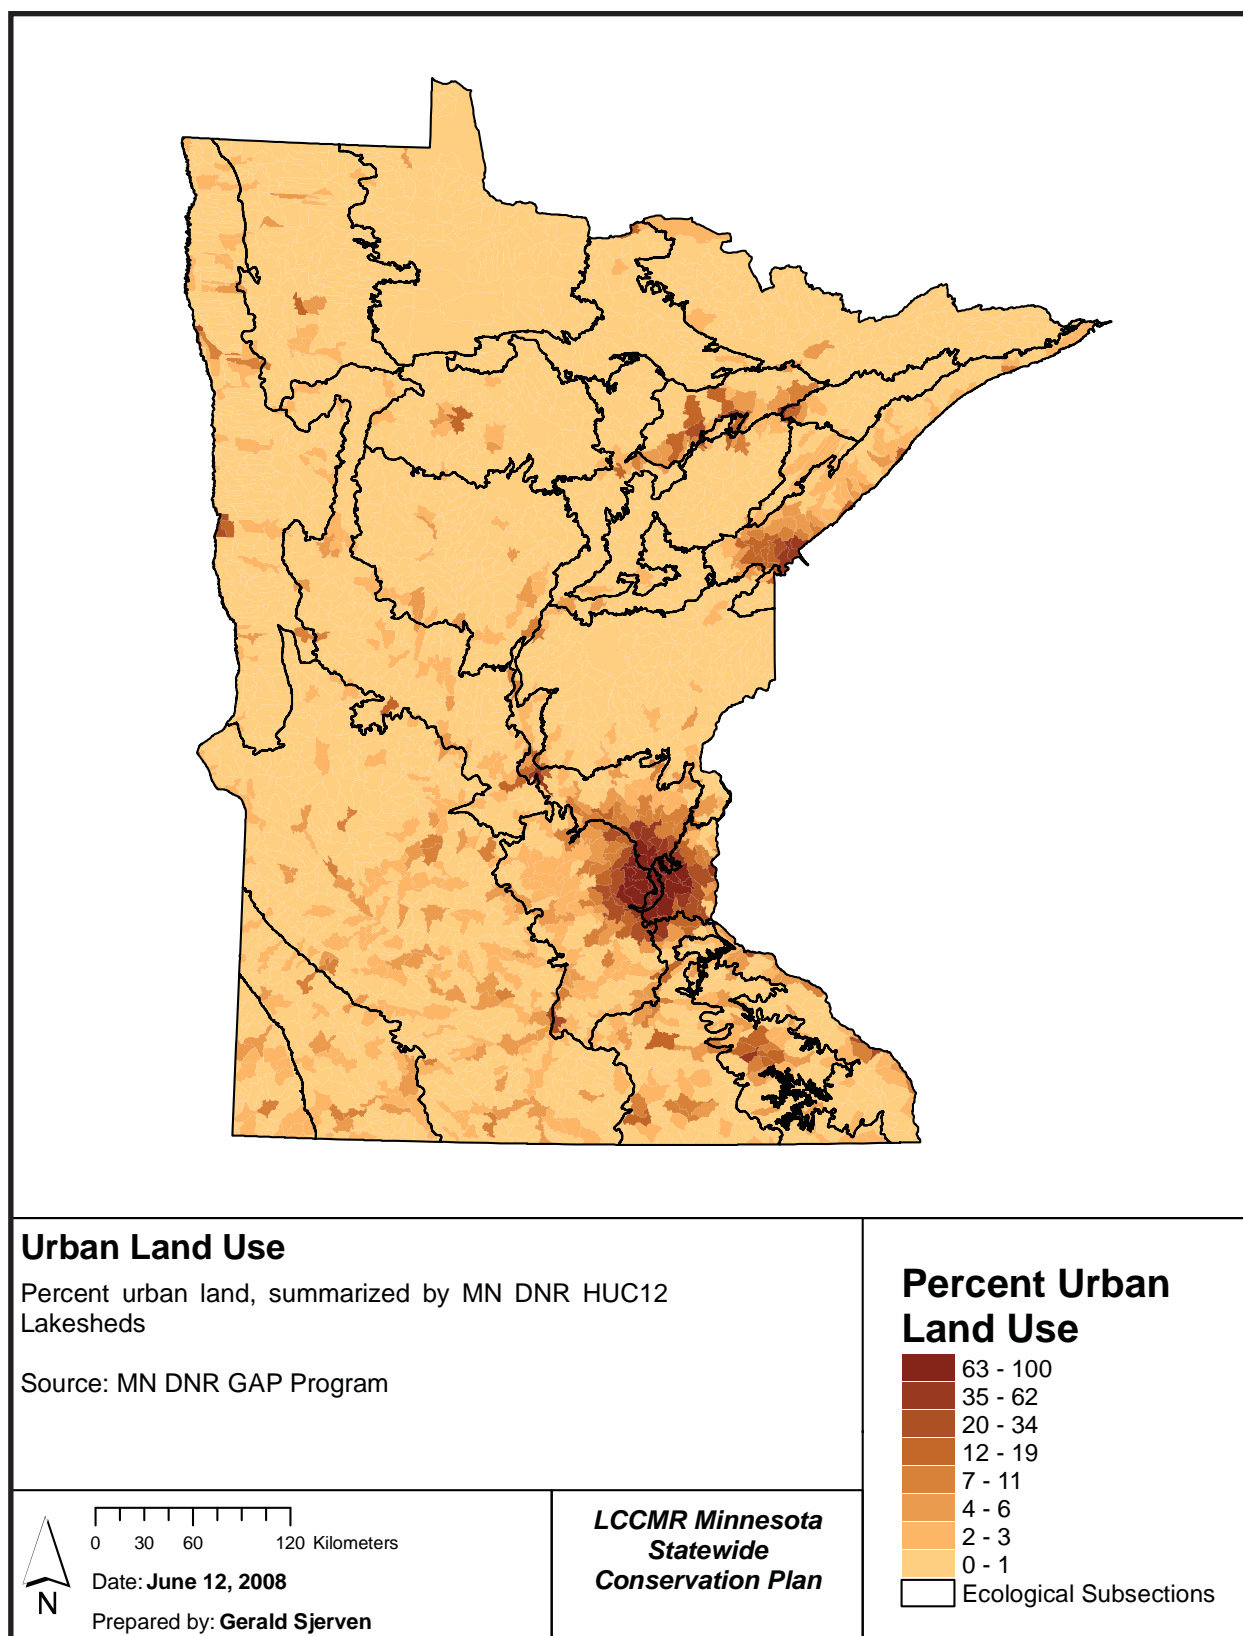 Urban Land Use
Percent urban land, summarized by MN DNR HUC12
Lakesheds
Source: MN DNR GAP Program
Percent Urban
Land Use
63 - 100
35 - 62
20 - 34
12 - 19
7 - 11
4 - 6
2 - 3
0 - 1
Ecological Subsections
0 30 60 120 Kilometers
N
Date: June 12, 2008
Prepared by: Gerald Sjerven
LCCMR Minnesota
Statewide
Conservation Plan